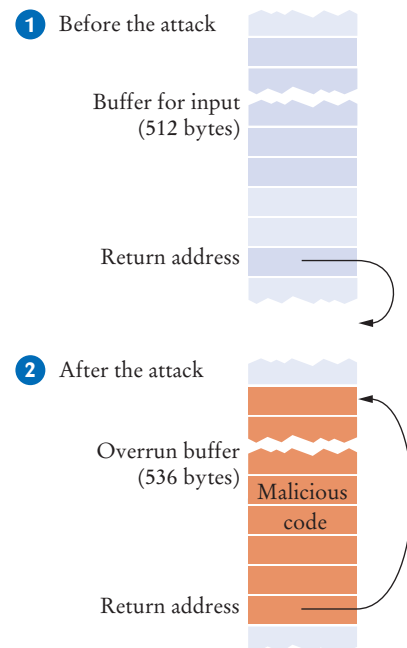 1 Before the attack
Buffer for input
(512 bytes)
Return address
2 After the attack
Overrun buffer
(536 bytes)
Malicious
code
Return address